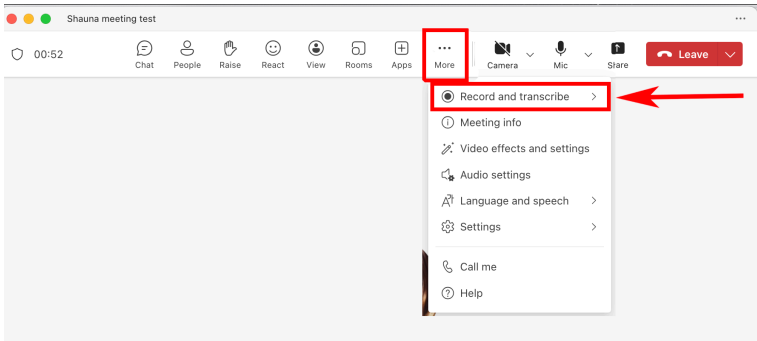 Shauna meeting test
00:52
Chat People Raise React View Rooms Apps More Camera Mic Share Leave
Record and transcribe
Meeting info
Video effects and settings
Audio settings
Language and speech
Settings
Call me
Help